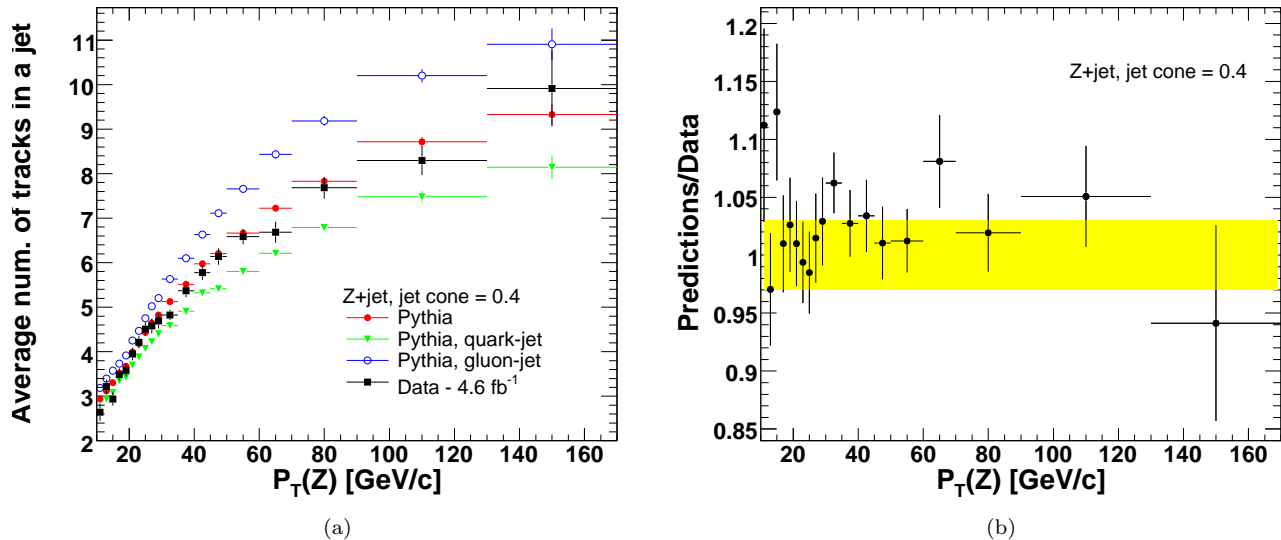 Average num. of tracks in a jet
11
10
9
8
7
6
5
4
3
2
Z+jet, jet cone = 0.4
Pythia
Pythia, quark-jet
Pythia, gluon-jet
Data - 4.6 fb⁻¹
20 40 60 80 100 120 140 160
P_T(Z) [GeV/c]
(a)
Predictions/Data
1.2
1.15
1.1
1.05
1
0.95
0.9
0.85
Z+jet, jet cone = 0.4
20 40 60 80 100 120 140 160
P_T(Z) [GeV/c]
(b)